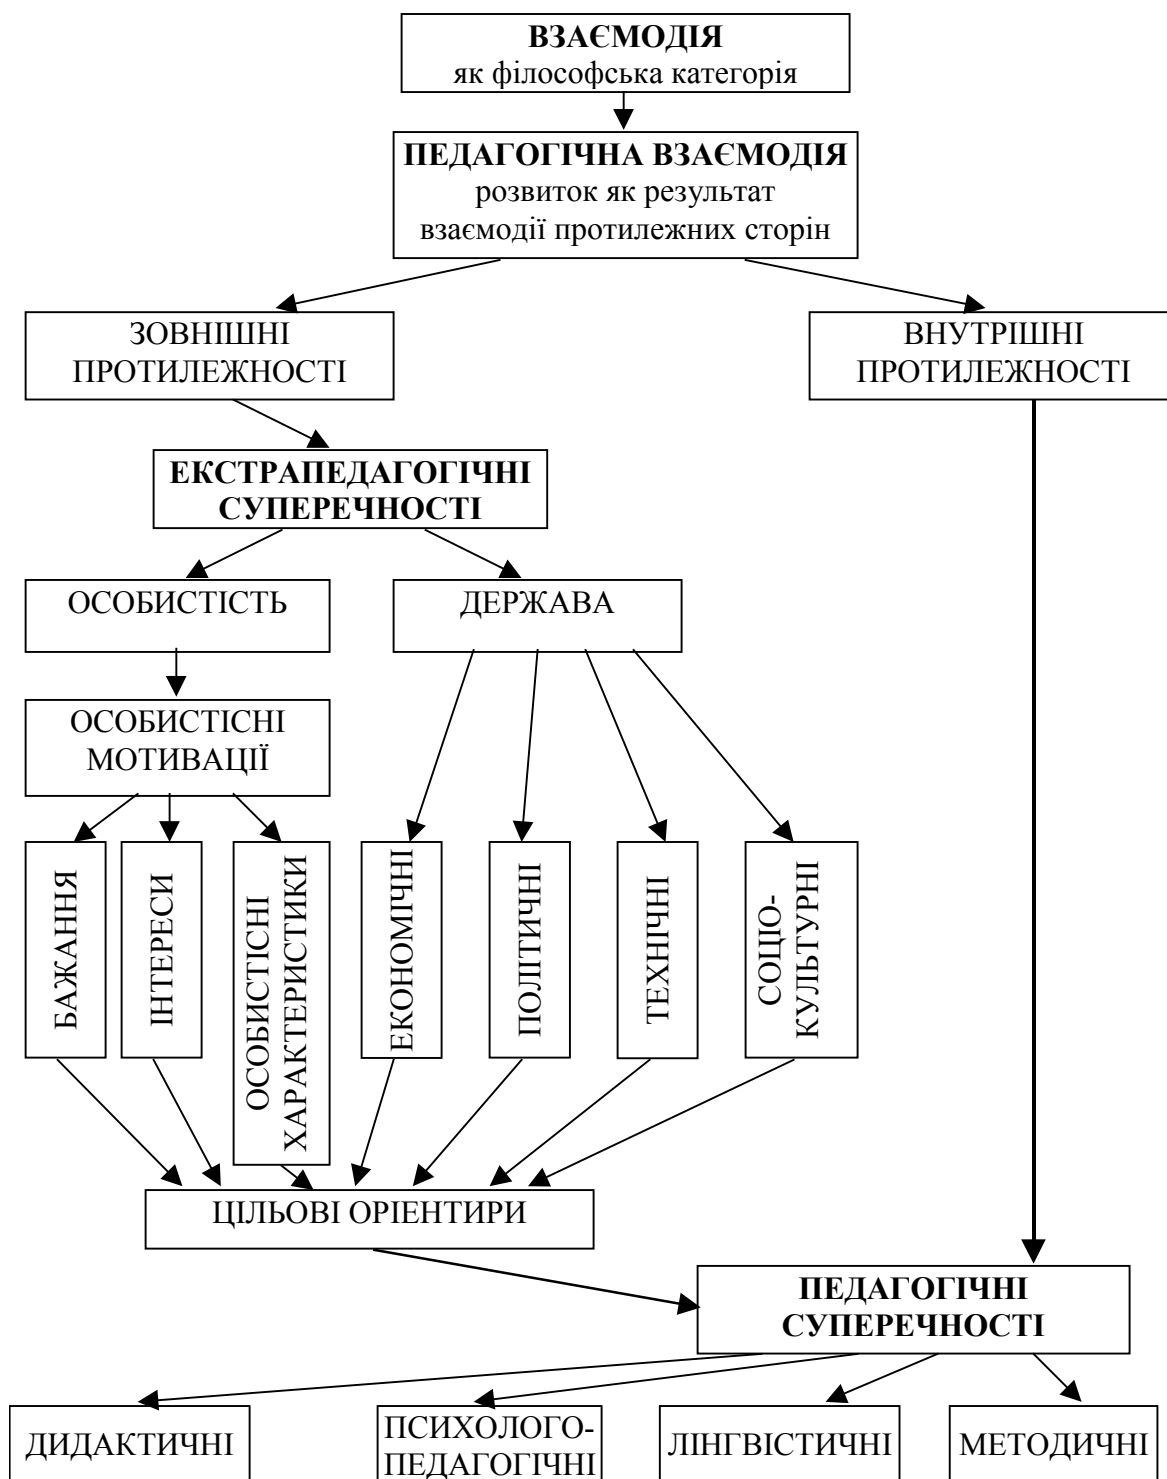 ВЗАЄМОДІЯ
як філософська категорія
ПЕДАГОГІЧНА ВЗАЄМОДІЯ
розвиток як результат
взаємодії протилежних сторін
ЗОВНІШНІ
ПРОТИЛЕЖНОСТІ
ВНУТРІШНІ
ПРОТИЛЕЖНОСТІ
ЕКСТРАПЕДАГОГІЧНІ
СУПЕРЕЧНОСТІ
ОСОБИСТІСТЬ
ДЕРЖАВА
ОСОБИСТІСНІ
МОТИВАЦІЇ
БАЖАННЯ
ІНТЕРЕСИ
ОСОБИСТІСНІ
ХАРАКТЕРИСТИКИ
ЕКОНОМІЧНІ
ПОЛІТИЧНІ
ТЕХНІЧНІ
СОЦІО-
КУЛЬТУРНІ
ЦІЛЬОВІ ОРІЕНТИРИ
ПЕДАГОГІЧНІ
СУПЕРЕЧНОСТІ
ДИДАКТИЧНІ
ПСИХОЛОГО-
ПЕДАГОГІЧНІ
ЛІНГВІСТИЧНІ
МЕТОДИЧНІ